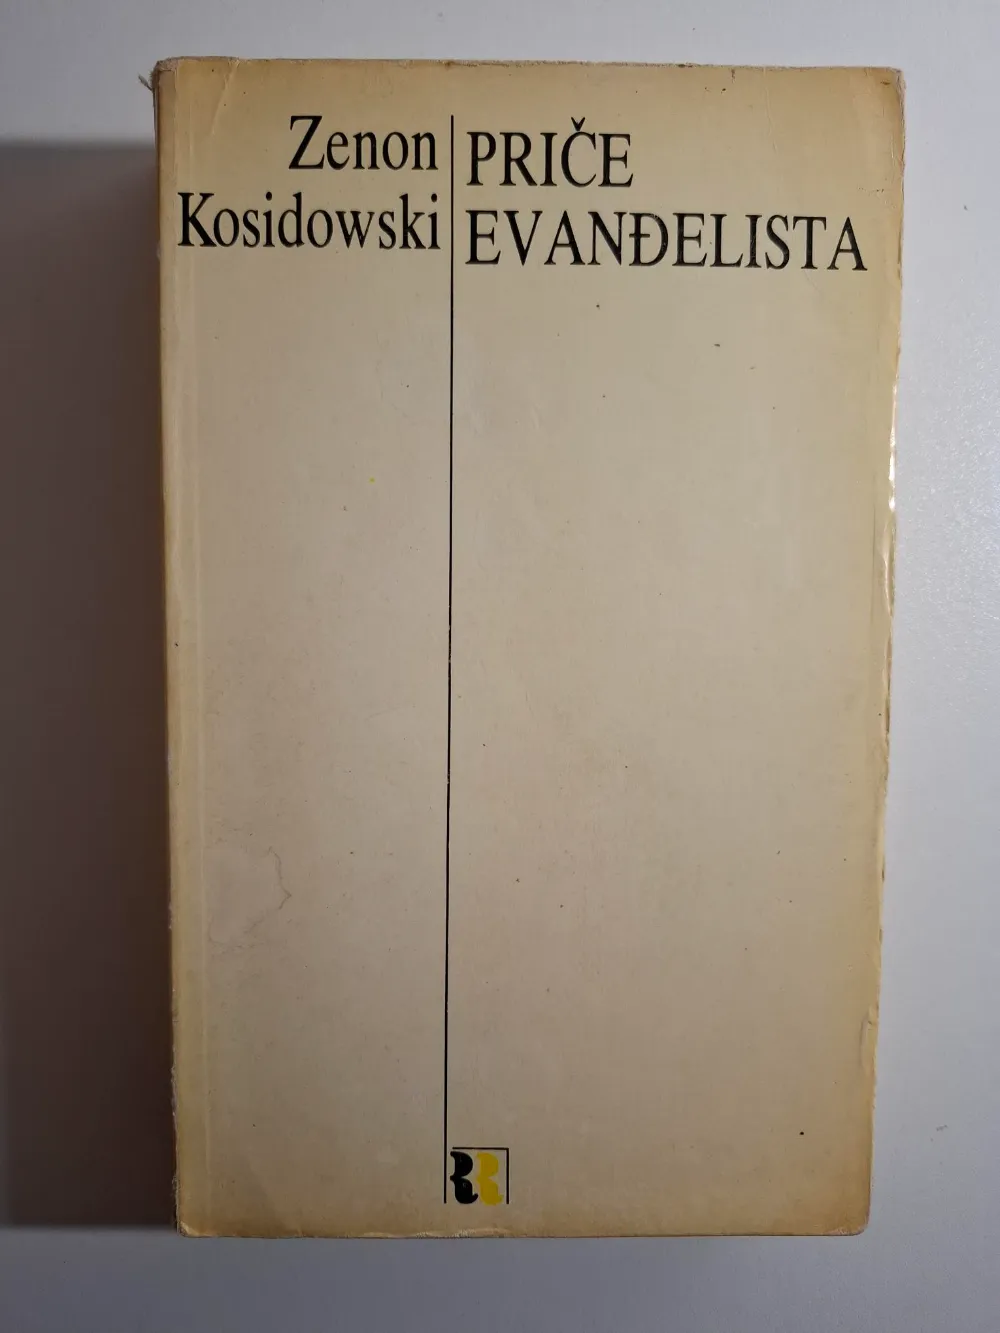 Zenon
Kosidowski
PRIČE
EVANĐELISTA